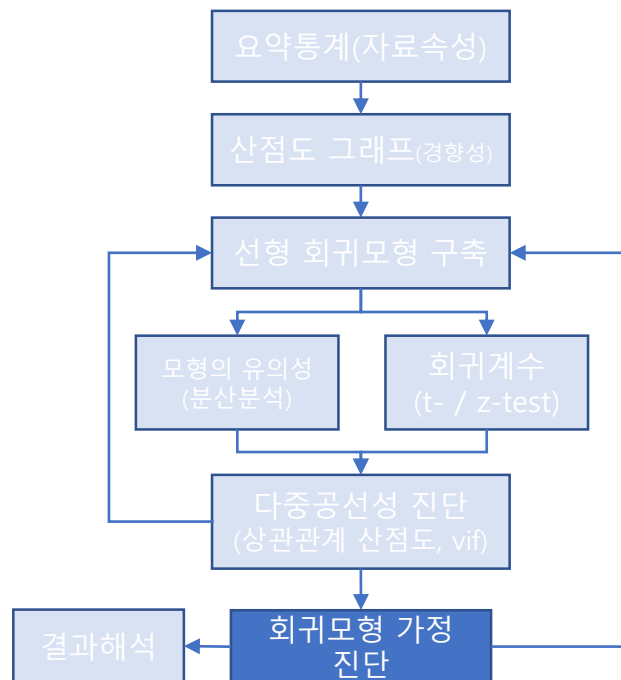 요약통계(자료속성)
산점도 그래프(경향성)
선형 회귀모형 구축
모형의 유의성
(분산분석)
회귀계수
(t- / z-test)
다중공선성 진단
(상관관계 산점도, vif)
결과해석
회귀모형 가정
진단